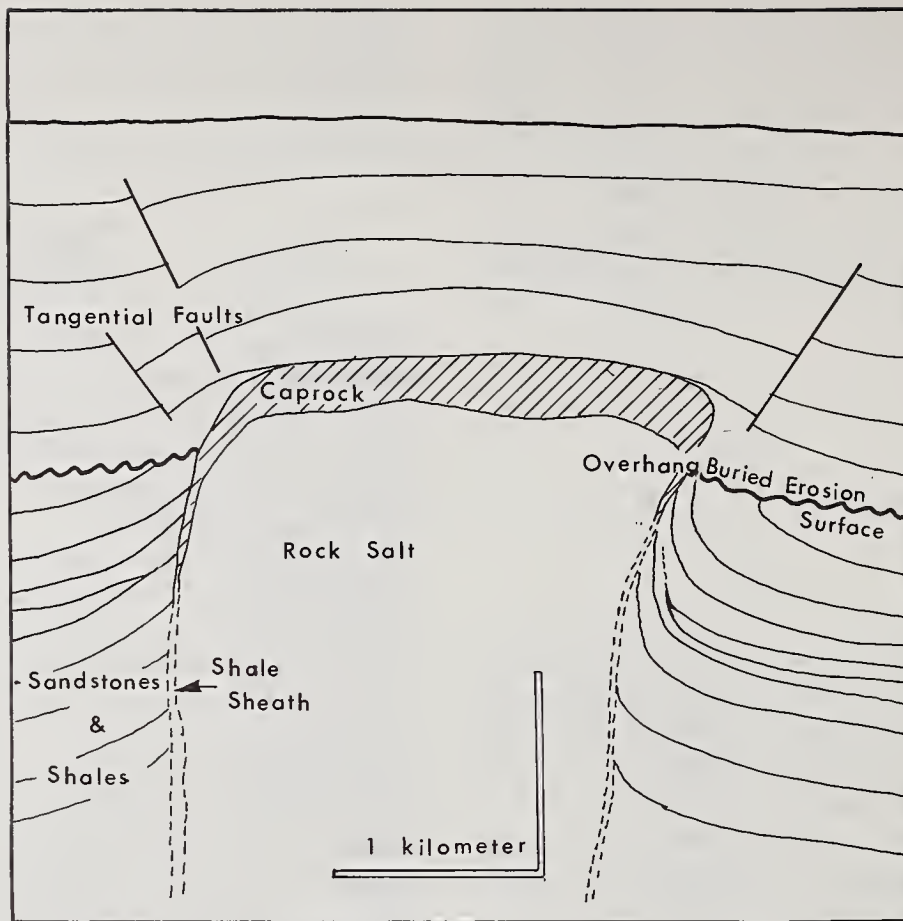 Tangential Faults
Caprock
Overhang
Buried Erosion
Surface
Rock Salt
Sandstones
&
Shales
Shale
Sheath
1 kilometer